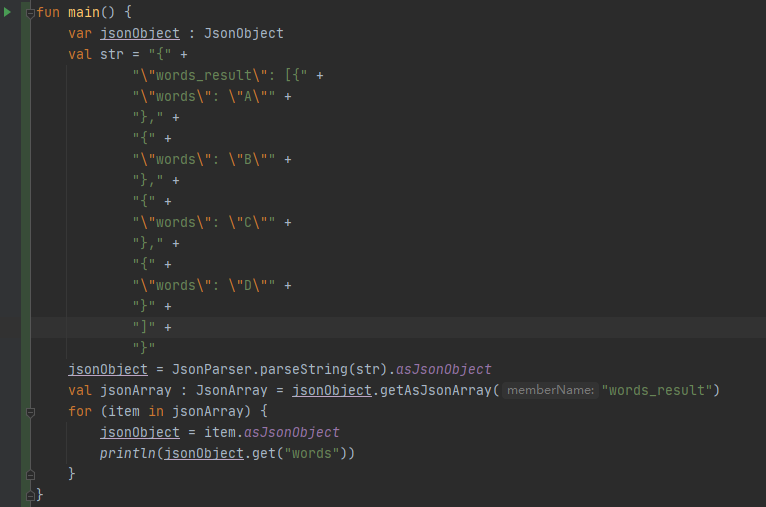 fun main() {
    var jsonObject : JsonObject
    val str = "{" +
            "\"words_result\": [{" +
            "\"words\": \"A\"" +
            "}," +
            "{" +
            "\"words\": \"B\"" +
            "}," +
            "{" +
            "\"words\": \"C\"" +
            "}," +
            "{" +
            "\"words\": \"D\"" +
            "}" +
            "]" +
            "}"
    jsonObject = JsonParser.parseString(str).asJsonObject
    val jsonArray : JsonArray = jsonObject.getAsJsonArray( memberName: "words_result")
    for (item in jsonArray) {
        jsonObject = item.asJsonObject
        println(jsonObject.get("words"))
    }
}